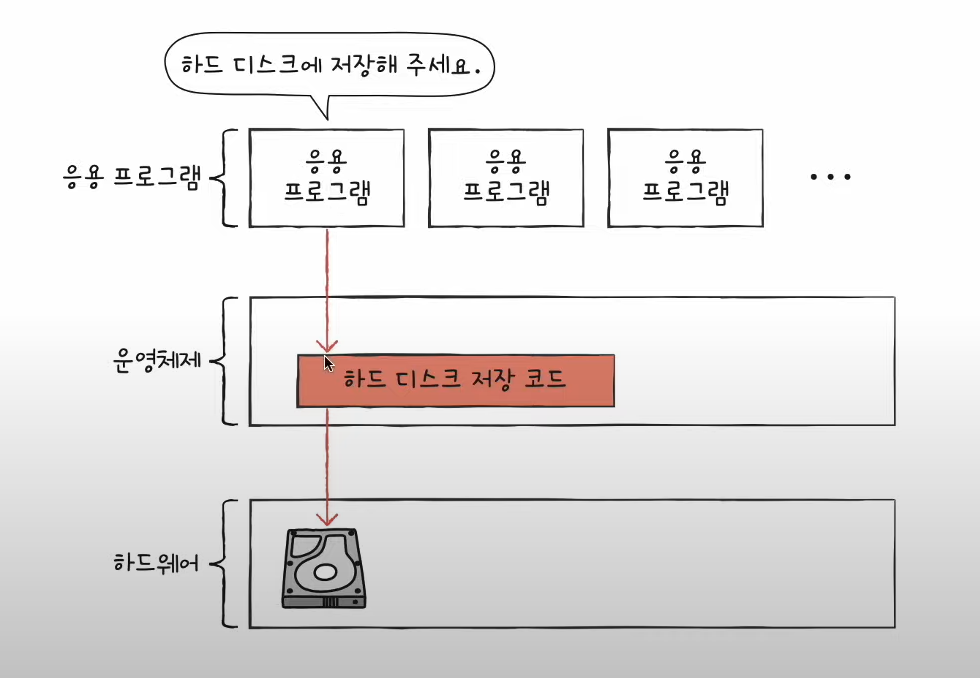 하드 디스크에 저장해 주세요.
응용 프로그램
응용
프로그램
응용
프로그램
응용
프로그램
...
운영체제
하드 디스크 저장 코드
하드웨어